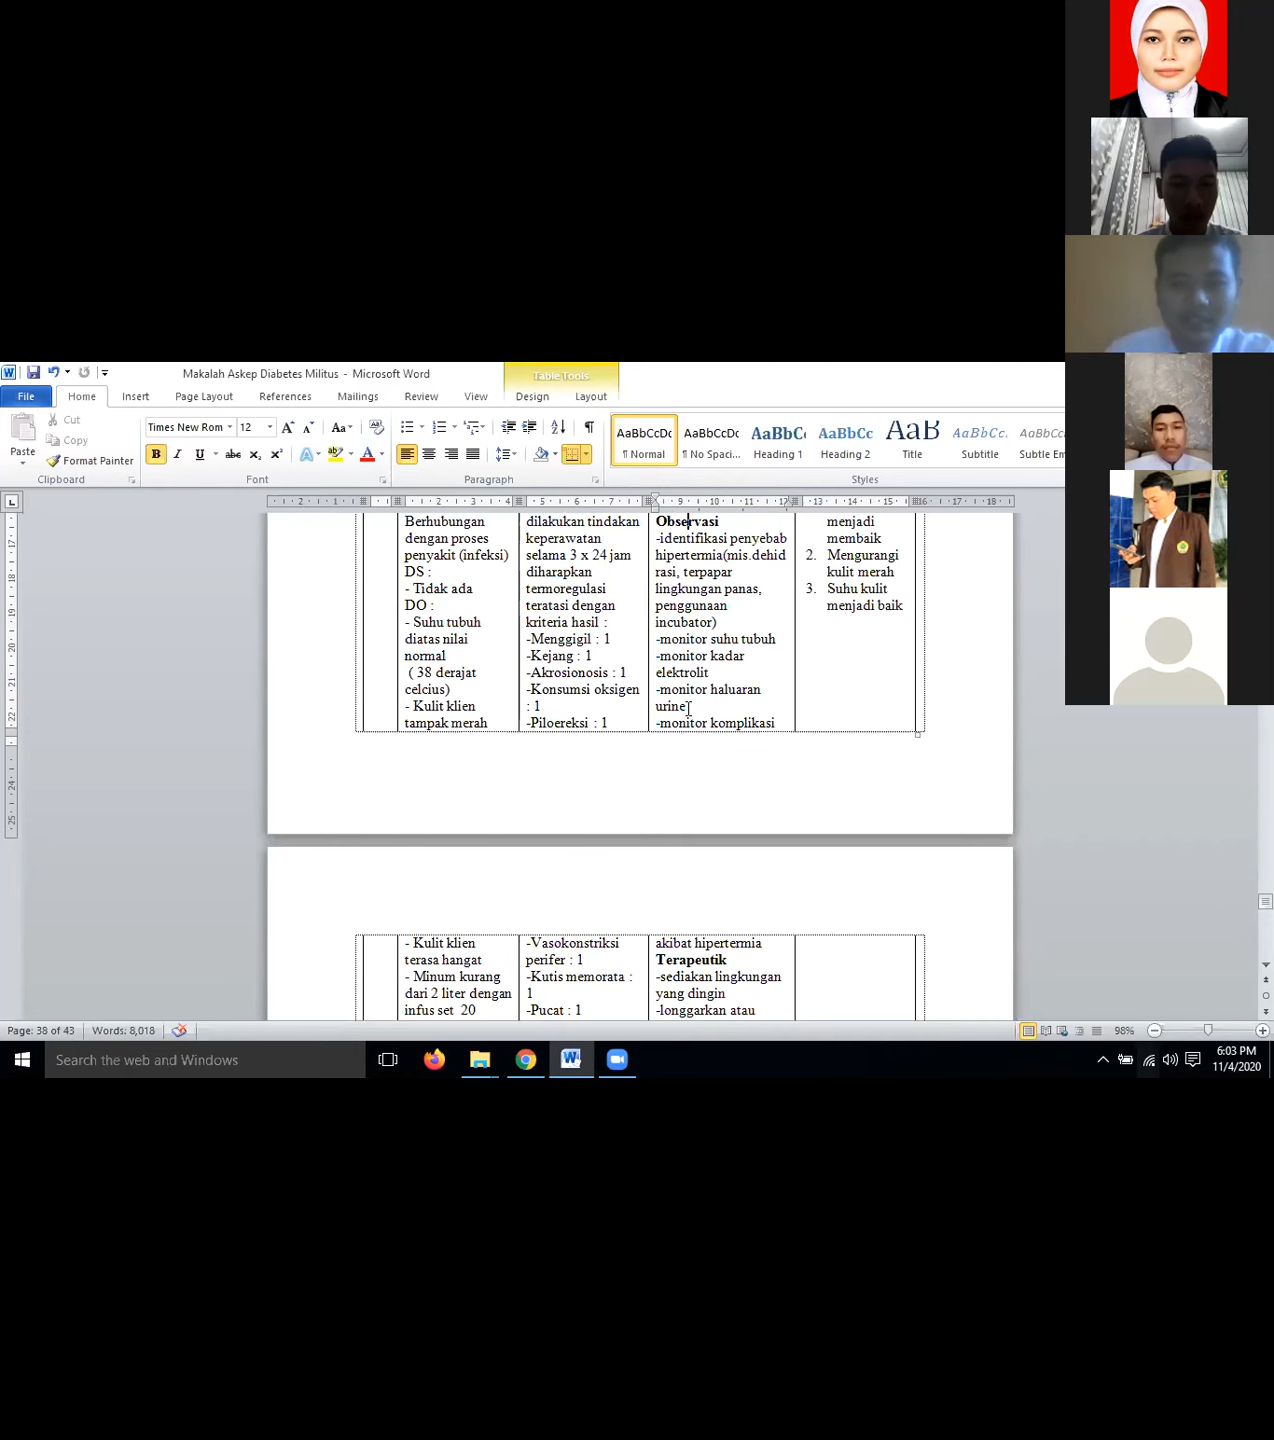 Makalah Askep Diabetes Militus - Microsoft Word
Table Tools
File Home Insert Page Layout References Mailings Review View Design Layout
Paste
Cut
Copy
Format Painter
Clipboard
Times New Rom 12
Font
Paragraph
AaBbCcDc AaBbCcDc AaBbC AaBbCc AaB AaBbCc.
¶ Normal ¶ No Spaci... Heading 1 Heading 2 Title Subtitle Subtle Em
Styles
Berhubungan
dengan proses
penyakit (infeksi)
DS :
- Tidak ada
DO :
- Suhu tubuh
diatas nilai
normal
( 38 derajat
celcius)
- Kulit klien
tampak merah
dilakukan tindakan
keperawatan
selama 3 x 24 jam
diharapkan
termoregulasi
teratasi dengan
kriteria hasil :
-Menggigil : 1
-Kejang : 1
-Akrosionosis : 1
-Konsumsi oksigen
: 1
-Piloereksi : 1
Observasi
-identifikasi penyebab
hipertermia(mis.dehid
rasi, terpapar
lingkungan panas,
penggunaan
incubator)
-monitor suhu tubuh
-monitor kadar
elektrolit
-monitor haluaran
urine
-monitor komplikasi
menjadi
membaik
2. Mengurangi
kulit merah
3. Suhu kulit
menjadi baik
- Kulit klien
terasa hangat
- Minum kurang
dari 2 liter dengan
infus set 20
-Vasokonstriksi
perifer : 1
-Kutis memorata :
1
-Pucat : 1
akibat hipertermia
Terapeutik
-sediakan lingkungan
yang dingin
-longgarkan atau
Page: 38 of 43 Words: 8,018 98%
Search the web and Windows
6:03 PM
11/4/2020